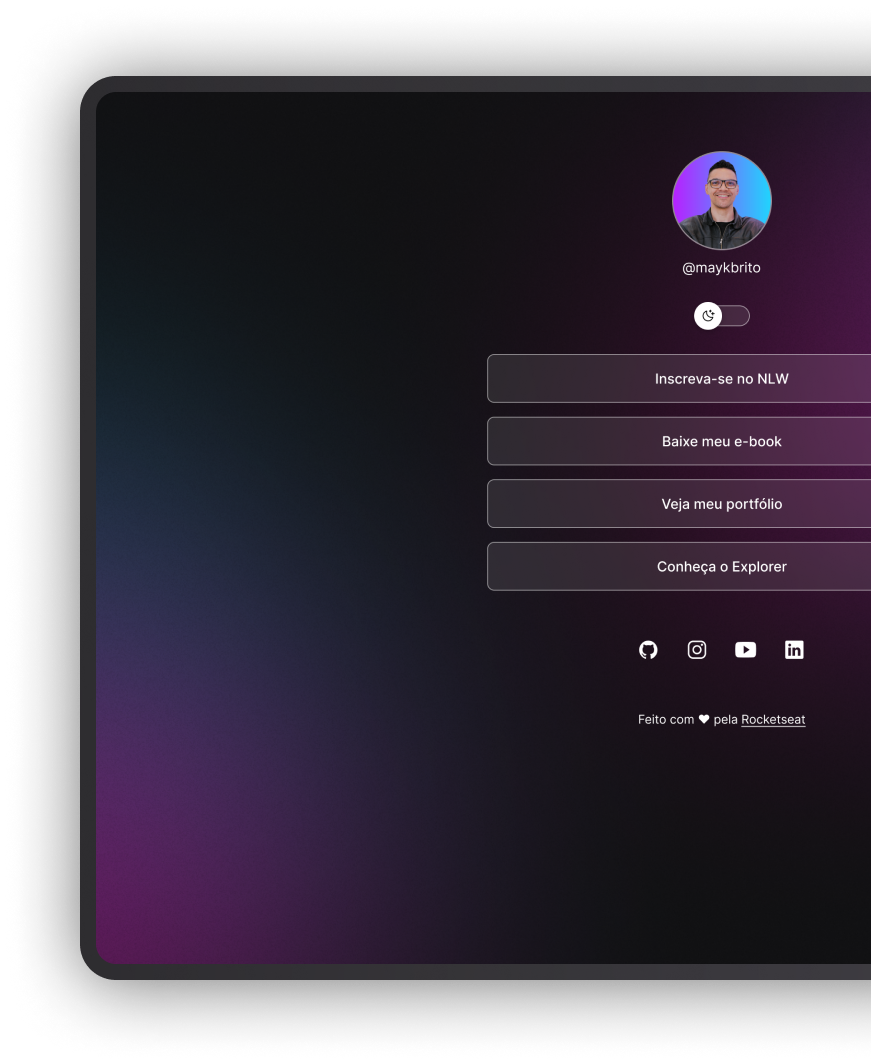 @maykbrito
Inscreva-se no NLW
Baixe meu e-book
Veja meu portfólio
Conheça o Explorer
Feito com ♥ pela Rocketseat